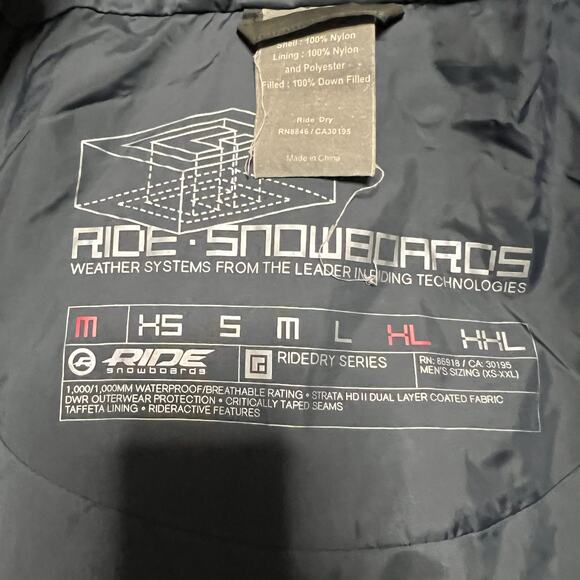 Shell : 100% Nylon
Lining : 100% Nylon
and Polyester
Filled : 100% Down Filled
Ride Dry
RN8846 / CA30195
Made in China
RIDE · SNOWBOARDS
WEATHER SYSTEMS FROM THE LEADER IN RIDING TECHNOLOGIES
M XS S M L XL XXL
RIDE
snowboards
RIDEDRY SERIES
RN: 86918 / CA: 30195
MEN'S SIZING (XS-XXL)
1,000/1,000MM WATERPROOF/BREATHABLE RATING • STRATA HD II DUAL LAYER COATED FABRIC
DWR OUTERWEAR PROTECTION • CRITICALLY TAPED SEAMS
TAFFETA LINING • RIDERACTIVE FEATURES